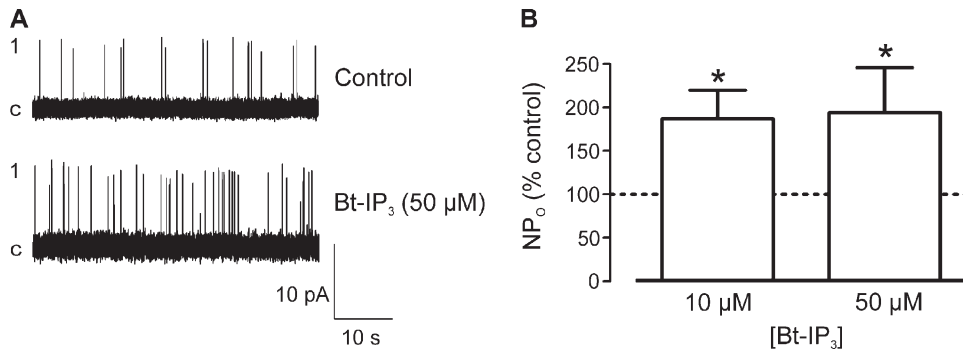 A
1
c
Control
1
c
Bt-IP₃ (50 µM)
10 pA
10 s
B
NPₒ (% control)
250
200
150
100
50
0
*
*
10 µM
50 µM
[Bt-IP₃]